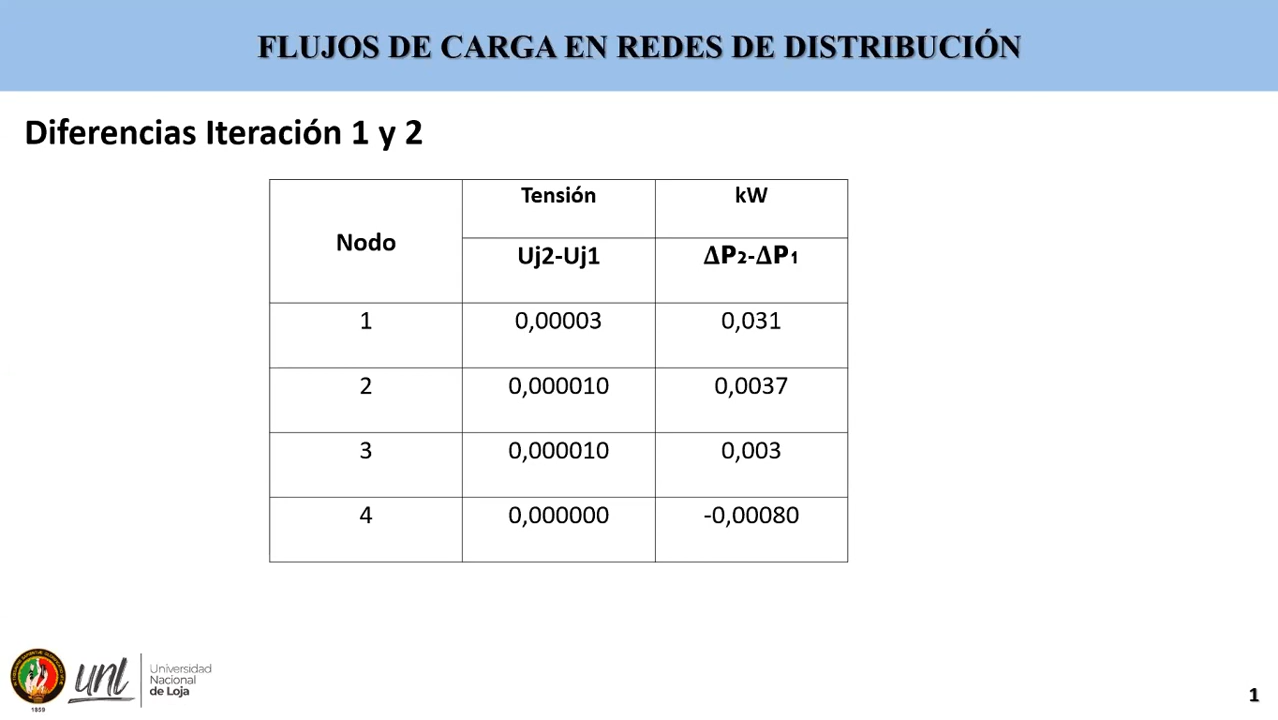 FLUJOS DE CARGA EN REDES DE DISTRIBUCIÓN
Diferencias Iteración 1 y 2
Nodo
Tensión
kW
Uj2-Uj1
ΔP₂-ΔP₁
1
0,00003
0,031
2
0,000010
0,0037
3
0,000010
0,003
4
0,000000
-0,00080
1859
unl
Universidad
Nacional
de Loja
1